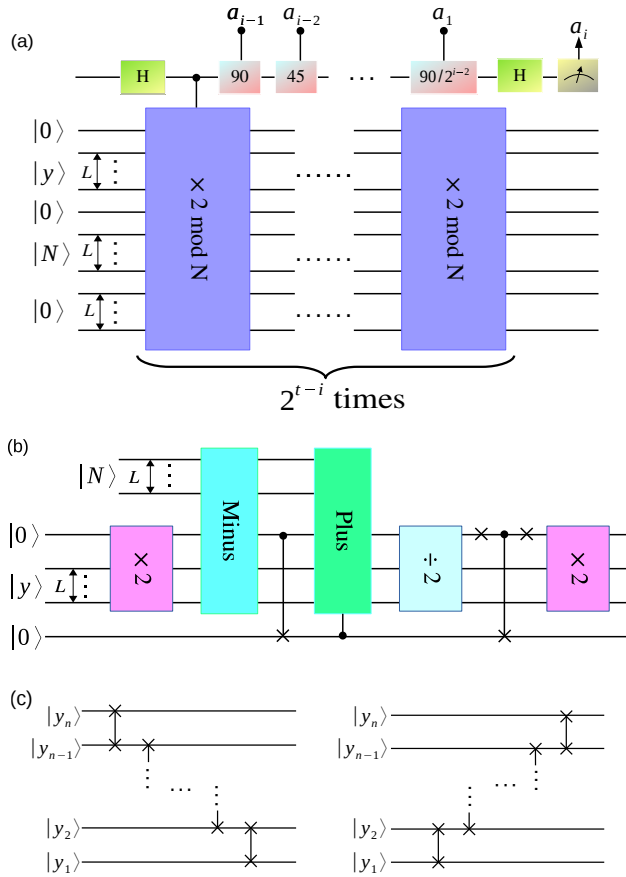 (a)
a_{i−1} a_{i−2} a_1 a_i
H 90 45 ··· 90/2^{i−2} H
|0⟩
|y⟩ L
|0⟩
|N⟩ L
|0⟩ L
× 2 mod N
······
× 2 mod N
2^{t−i} times
(b)
|N⟩ L
|0⟩
|y⟩ L
|0⟩
× 2
Minus
Plus
÷ 2
× 2
(c)
|y_n⟩
|y_{n−1}⟩
···
|y_2⟩
|y_1⟩
|y_n⟩
|y_{n−1}⟩
···
|y_2⟩
|y_1⟩